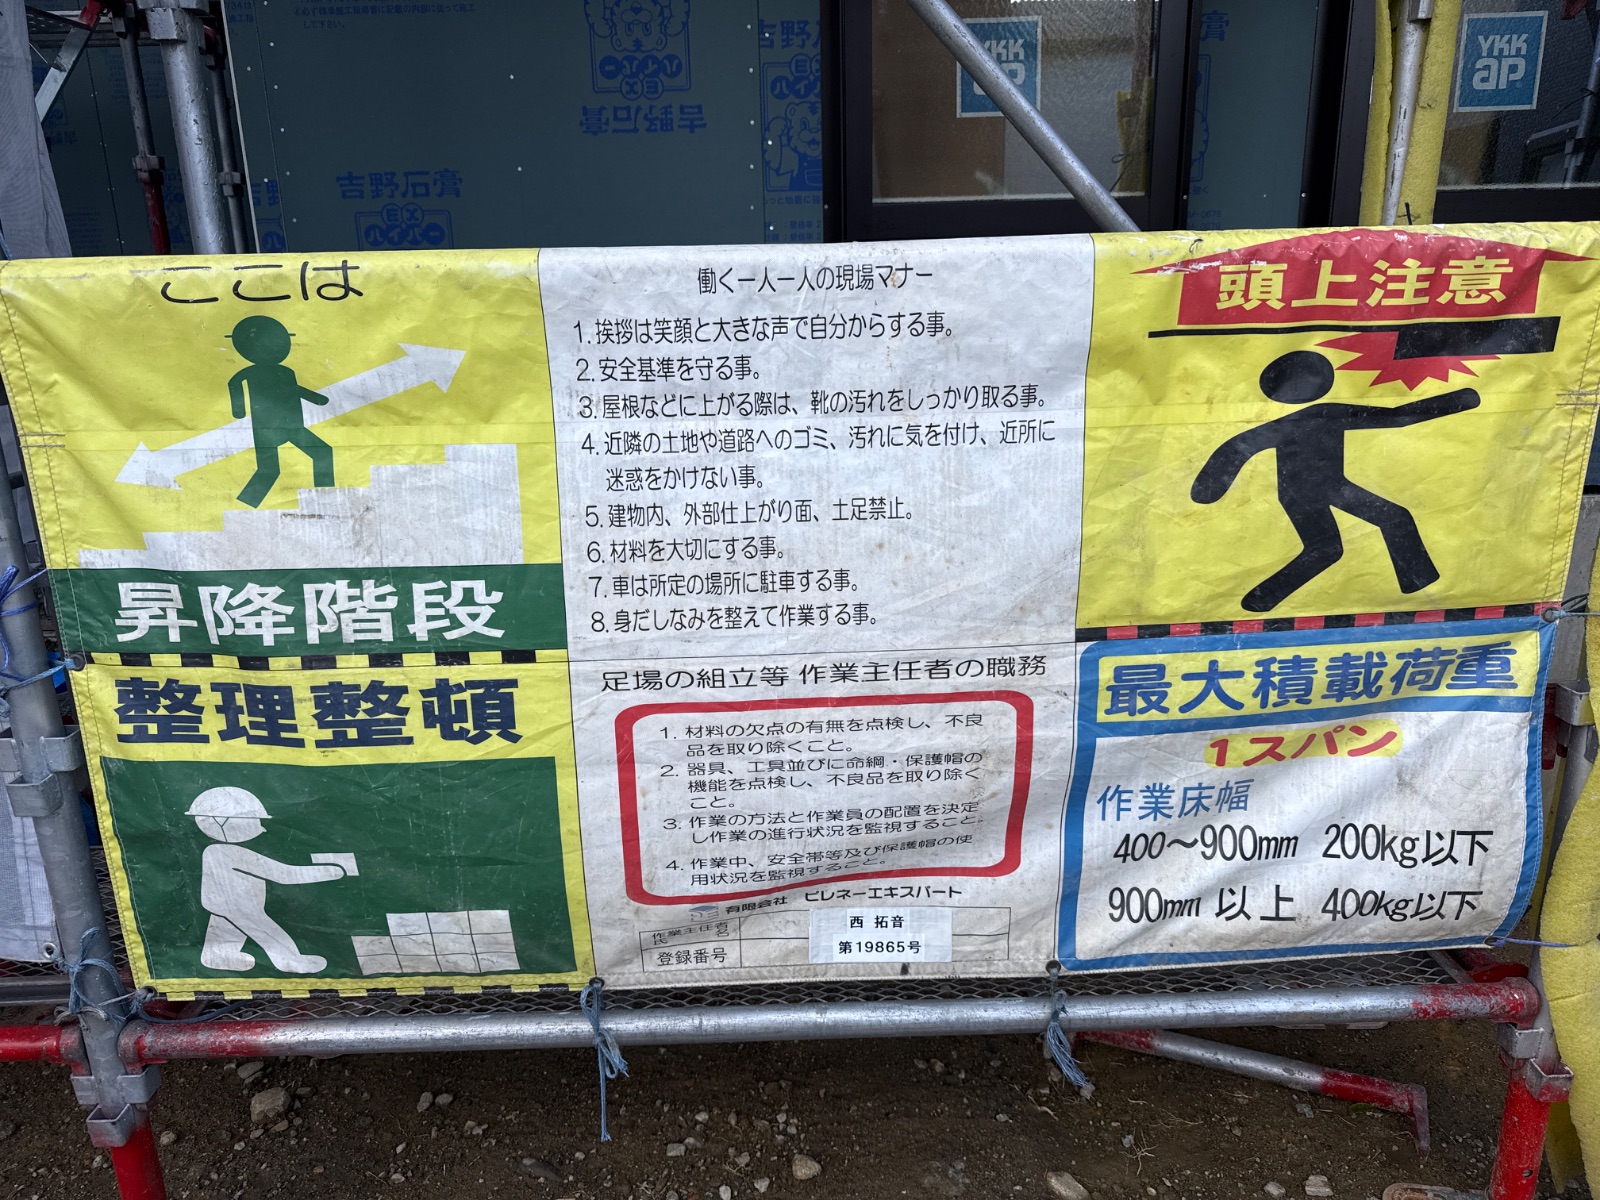 吉野石膏
ハイパー
吉野石膏
EX
ハイパー
YKK
ap
YKK
ap
ここは
昇降階段
整理整頓
働く一人一人の現場マナー
1. 挨拶は笑顔と大きな声で自分からする事。
2. 安全基準を守る事。
3. 屋根などに上がる際は、靴の汚れをしっかり取る事。
4. 近隣の土地や道路へのゴミ、汚れに気を付け、近所に
迷惑をかけない事。
5. 建物内、外部仕上がり面、土足禁止。
6. 材料を大切にする事。
7. 車は所定の場所に駐車する事。
8. 身だしなみを整えて作業する事。
足場の組立等 作業主任者の職務
1. 材料の欠点の有無を点検し、不良
品を取り除くこと。
2. 器具、工具並びに命綱・保護帽の
機能を点検し、不良品を取り除く
こと。
3. 作業の方法と作業員の配置を決定
し作業の進行状況を監視すること。
4. 作業中、安全帯等及び保護帽の使
用状況を監視すること。
有限会社 ピレネーエキスパート
作業主任者
氏名
西 拓音
登録番号
第19865号
頭上注意
最大積載荷重
1スパン
作業床幅
400～900mm 200kg以下
900mm 以上 400kg以下